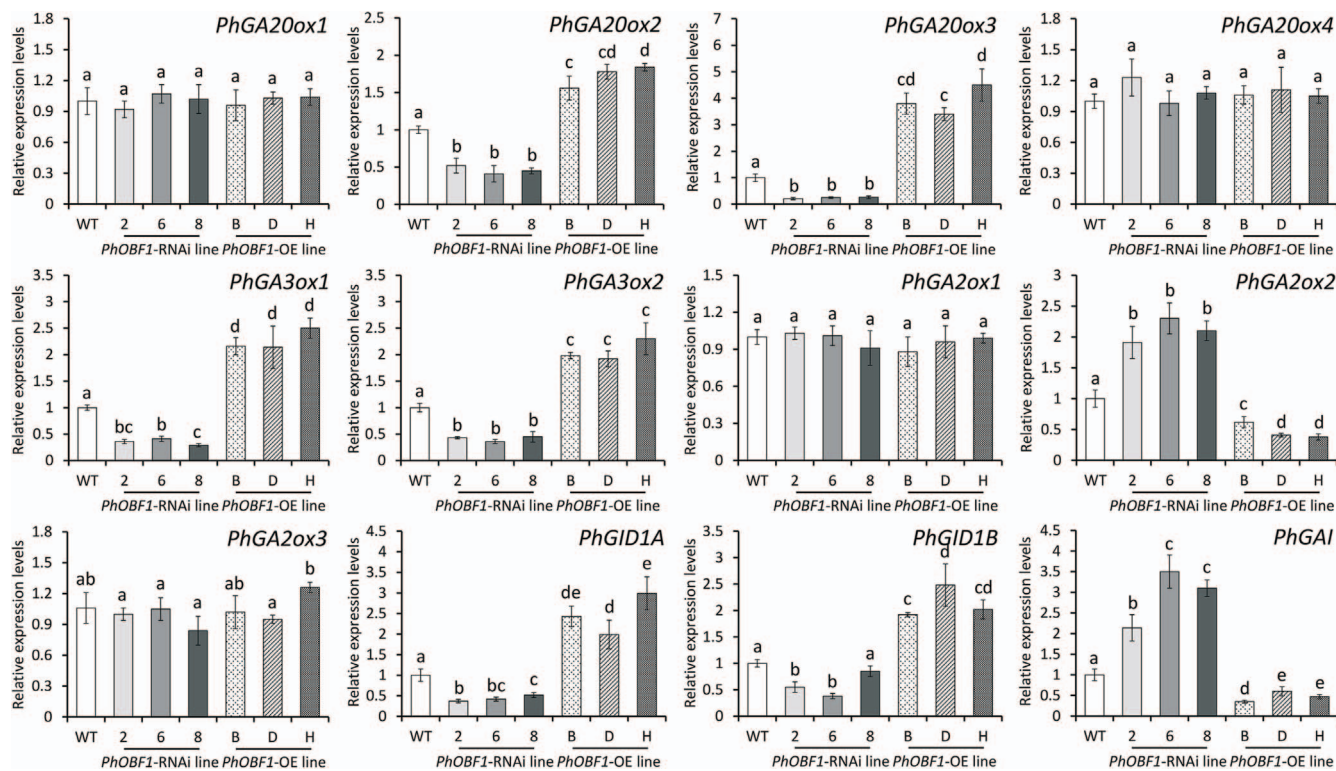 PhGA20ox1
Relative expression levels
1.8
1.5
1.2
0.9
0.6
0.3
0
a a a a a a a
WT 2 6 8 B D H
PhOBF1-RNAi line PhOBF1-OE line
PhGA20ox2
Relative expression levels
2.5
2
1.5
1
0.5
0
a b b b c cd d
WT 2 6 8 B D H
PhOBF1-RNAi line PhOBF1-OE line
PhGA20ox3
Relative expression levels
7
6
5
4
3
2
1
0
a b b b cd c d
WT 2 6 8 B D H
PhOBF1-RNAi line PhOBF1-OE line
PhGA20ox4
Relative expression levels
1.8
1.5
1.2
0.9
0.6
0.3
0
a a a a a a a
WT 2 6 8 B D H
PhOBF1-RNAi line PhOBF1-OE line
PhGA3ox1
Relative expression levels
3.5
3
2.5
2
1.5
1
0.5
0
a bc b c d d d
WT 2 6 8 B D H
PhOBF1-RNAi line PhOBF1-OE line
PhGA3ox2
Relative expression levels
3.5
3
2.5
2
1.5
1
0.5
0
a b b b c c c
WT 2 6 8 B D H
PhOBF1-RNAi line PhOBF1-OE line
PhGA2ox1
Relative expression levels
1.5
1.2
0.9
0.6
0.3
0
a a a a a a a
WT 2 6 8 B D H
PhOBF1-RNAi line PhOBF1-OE line
PhGA2ox2
Relative expression levels
3
2.5
2
1.5
1
0.5
0
a b b b c d d
WT 2 6 8 B D H
PhOBF1-RNAi line PhOBF1-OE line
PhGA2ox3
Relative expression levels
1.8
1.5
1.2
0.9
0.6
0.3
0
ab a a a ab a b
WT 2 6 8 B D H
PhOBF1-RNAi line PhOBF1-OE line
PhGID1A
Relative expression levels
4.5
4
3.5
3
2.5
2
1.5
1
0.5
0
a b bc c de d e
WT 2 6 8 B D H
PhOBF1-RNAi line PhOBF1-OE line
PhGID1B
Relative expression levels
3.5
3
2.5
2
1.5
1
0.5
0
a b b a c d cd
WT 2 6 8 B D H
PhOBF1-RNAi line PhOBF1-OE line
PhGAI
Relative expression levels
4.5
4
3.5
3
2.5
2
1.5
1
0.5
0
a b c c d e e
WT 2 6 8 B D H
PhOBF1-RNAi line PhOBF1-OE line